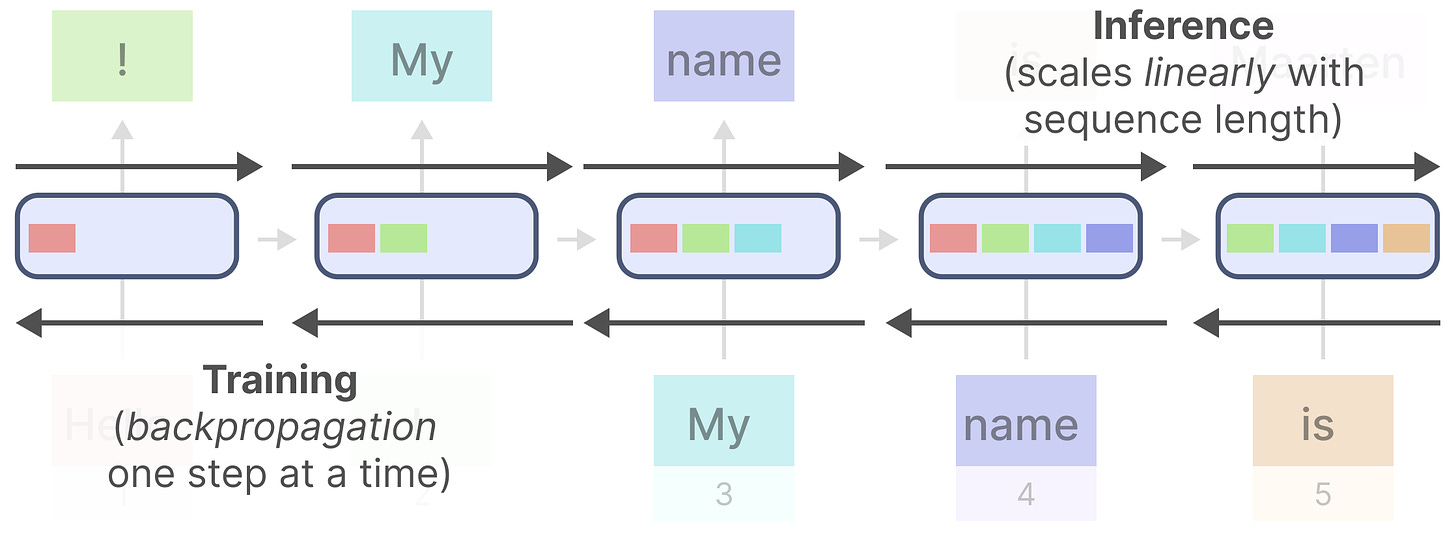 !
My
name
Inference
(scales linearly with
sequence length)
Training
(backpropagation
one step at a time)
My
name
is
3
4
5